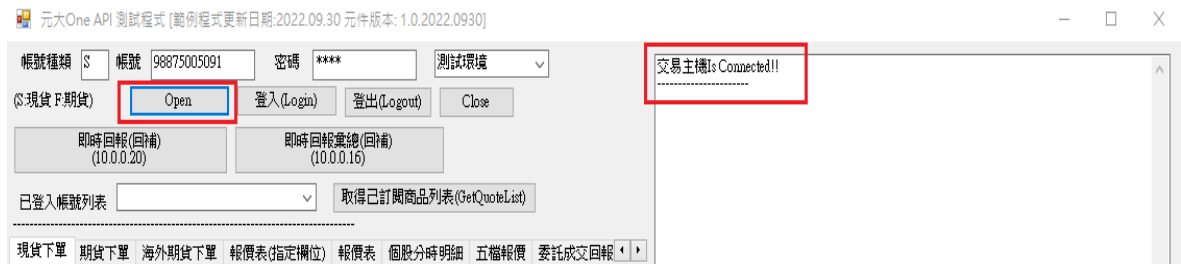 元大One API 測試程式 [範例程式更新日期:2022.09.30 元件版本: 1.0.2022.0930]
帳號種類 S 帳號 98875005091 密碼 **** 測試環境
(S:現貨 F:期貨) Open 登入(Login) 登出(Logout) Close
即時回報(回補)
(10.0.0.20)
即時回報彙總(回補)
(10.0.0.16)
已登入帳號列表 取得己訂閱商品列表(GetQuoteList)
現貨下單 期貨下單 海外期貨下單 報價表(指定欄位) 報價表 個股分時明細 五檔報價 委託成交回報
交易主機Is Connected!!